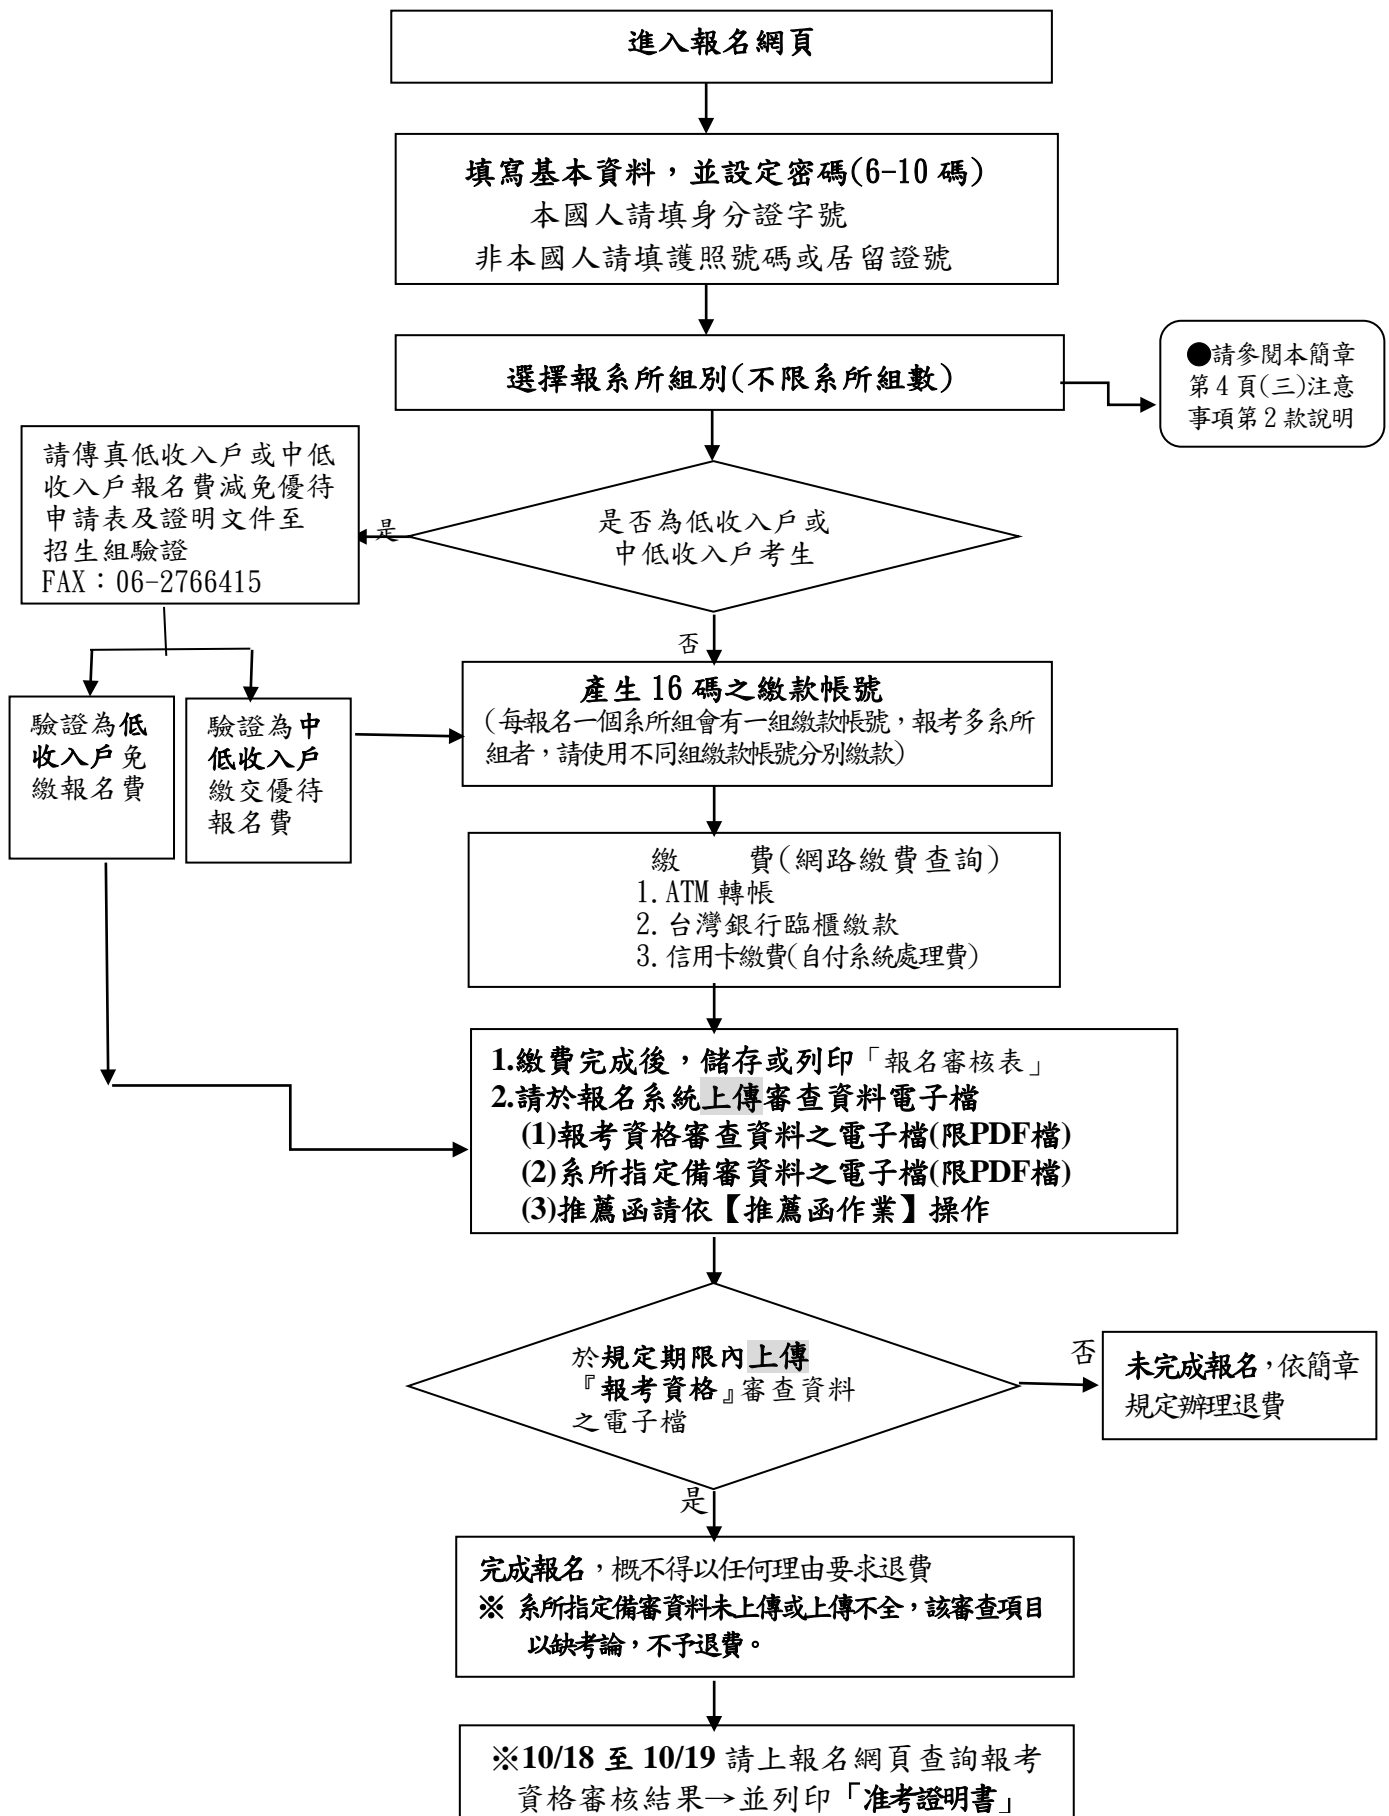 進入報名網頁
填寫基本資料，並設定密碼(6-10 碼)
本國人請填身分證字號
非本國人請填護照號碼或居留證號
選擇報系所組別(不限系所組數)
●請參閱本簡章
第 4 頁(三)注意
事項第 2 款說明
請傳真低收入戶或中低
收入戶報名費減免優待
申請表及證明文件至
招生組驗證
FAX：06-2766415
是
是否為低收入戶或
中低收入戶考生
否
驗證為低
收入戶免
繳報名費
驗證為中
低收入戶
繳交優待
報名費
產生 16 碼之繳款帳號
(每報名一個系所組會有一組繳款帳號，報考多系所
組者，請使用不同組繳款帳號分別繳款)
繳　　費(網路繳費查詢)
1. ATM 轉帳
2. 台灣銀行臨櫃繳款
3. 信用卡繳費(自付系統處理費)
1.繳費完成後，儲存或列印「報名審核表」
2.請於報名系統上傳審查資料電子檔
(1)報考資格審查資料之電子檔(限PDF檔)
(2)系所指定備審資料之電子檔(限PDF檔)
(3)推薦函請依【推薦函作業】操作
於規定期限內上傳
『報考資格』審查資料
之電子檔
否
未完成報名，依簡章
規定辦理退費
是
完成報名，概不得以任何理由要求退費
※ 系所指定備審資料未上傳或上傳不全，該審查項目
以缺考論，不予退費。
※10/18 至 10/19 請上報名網頁查詢報考
資格審核結果→並列印「准考證明書」